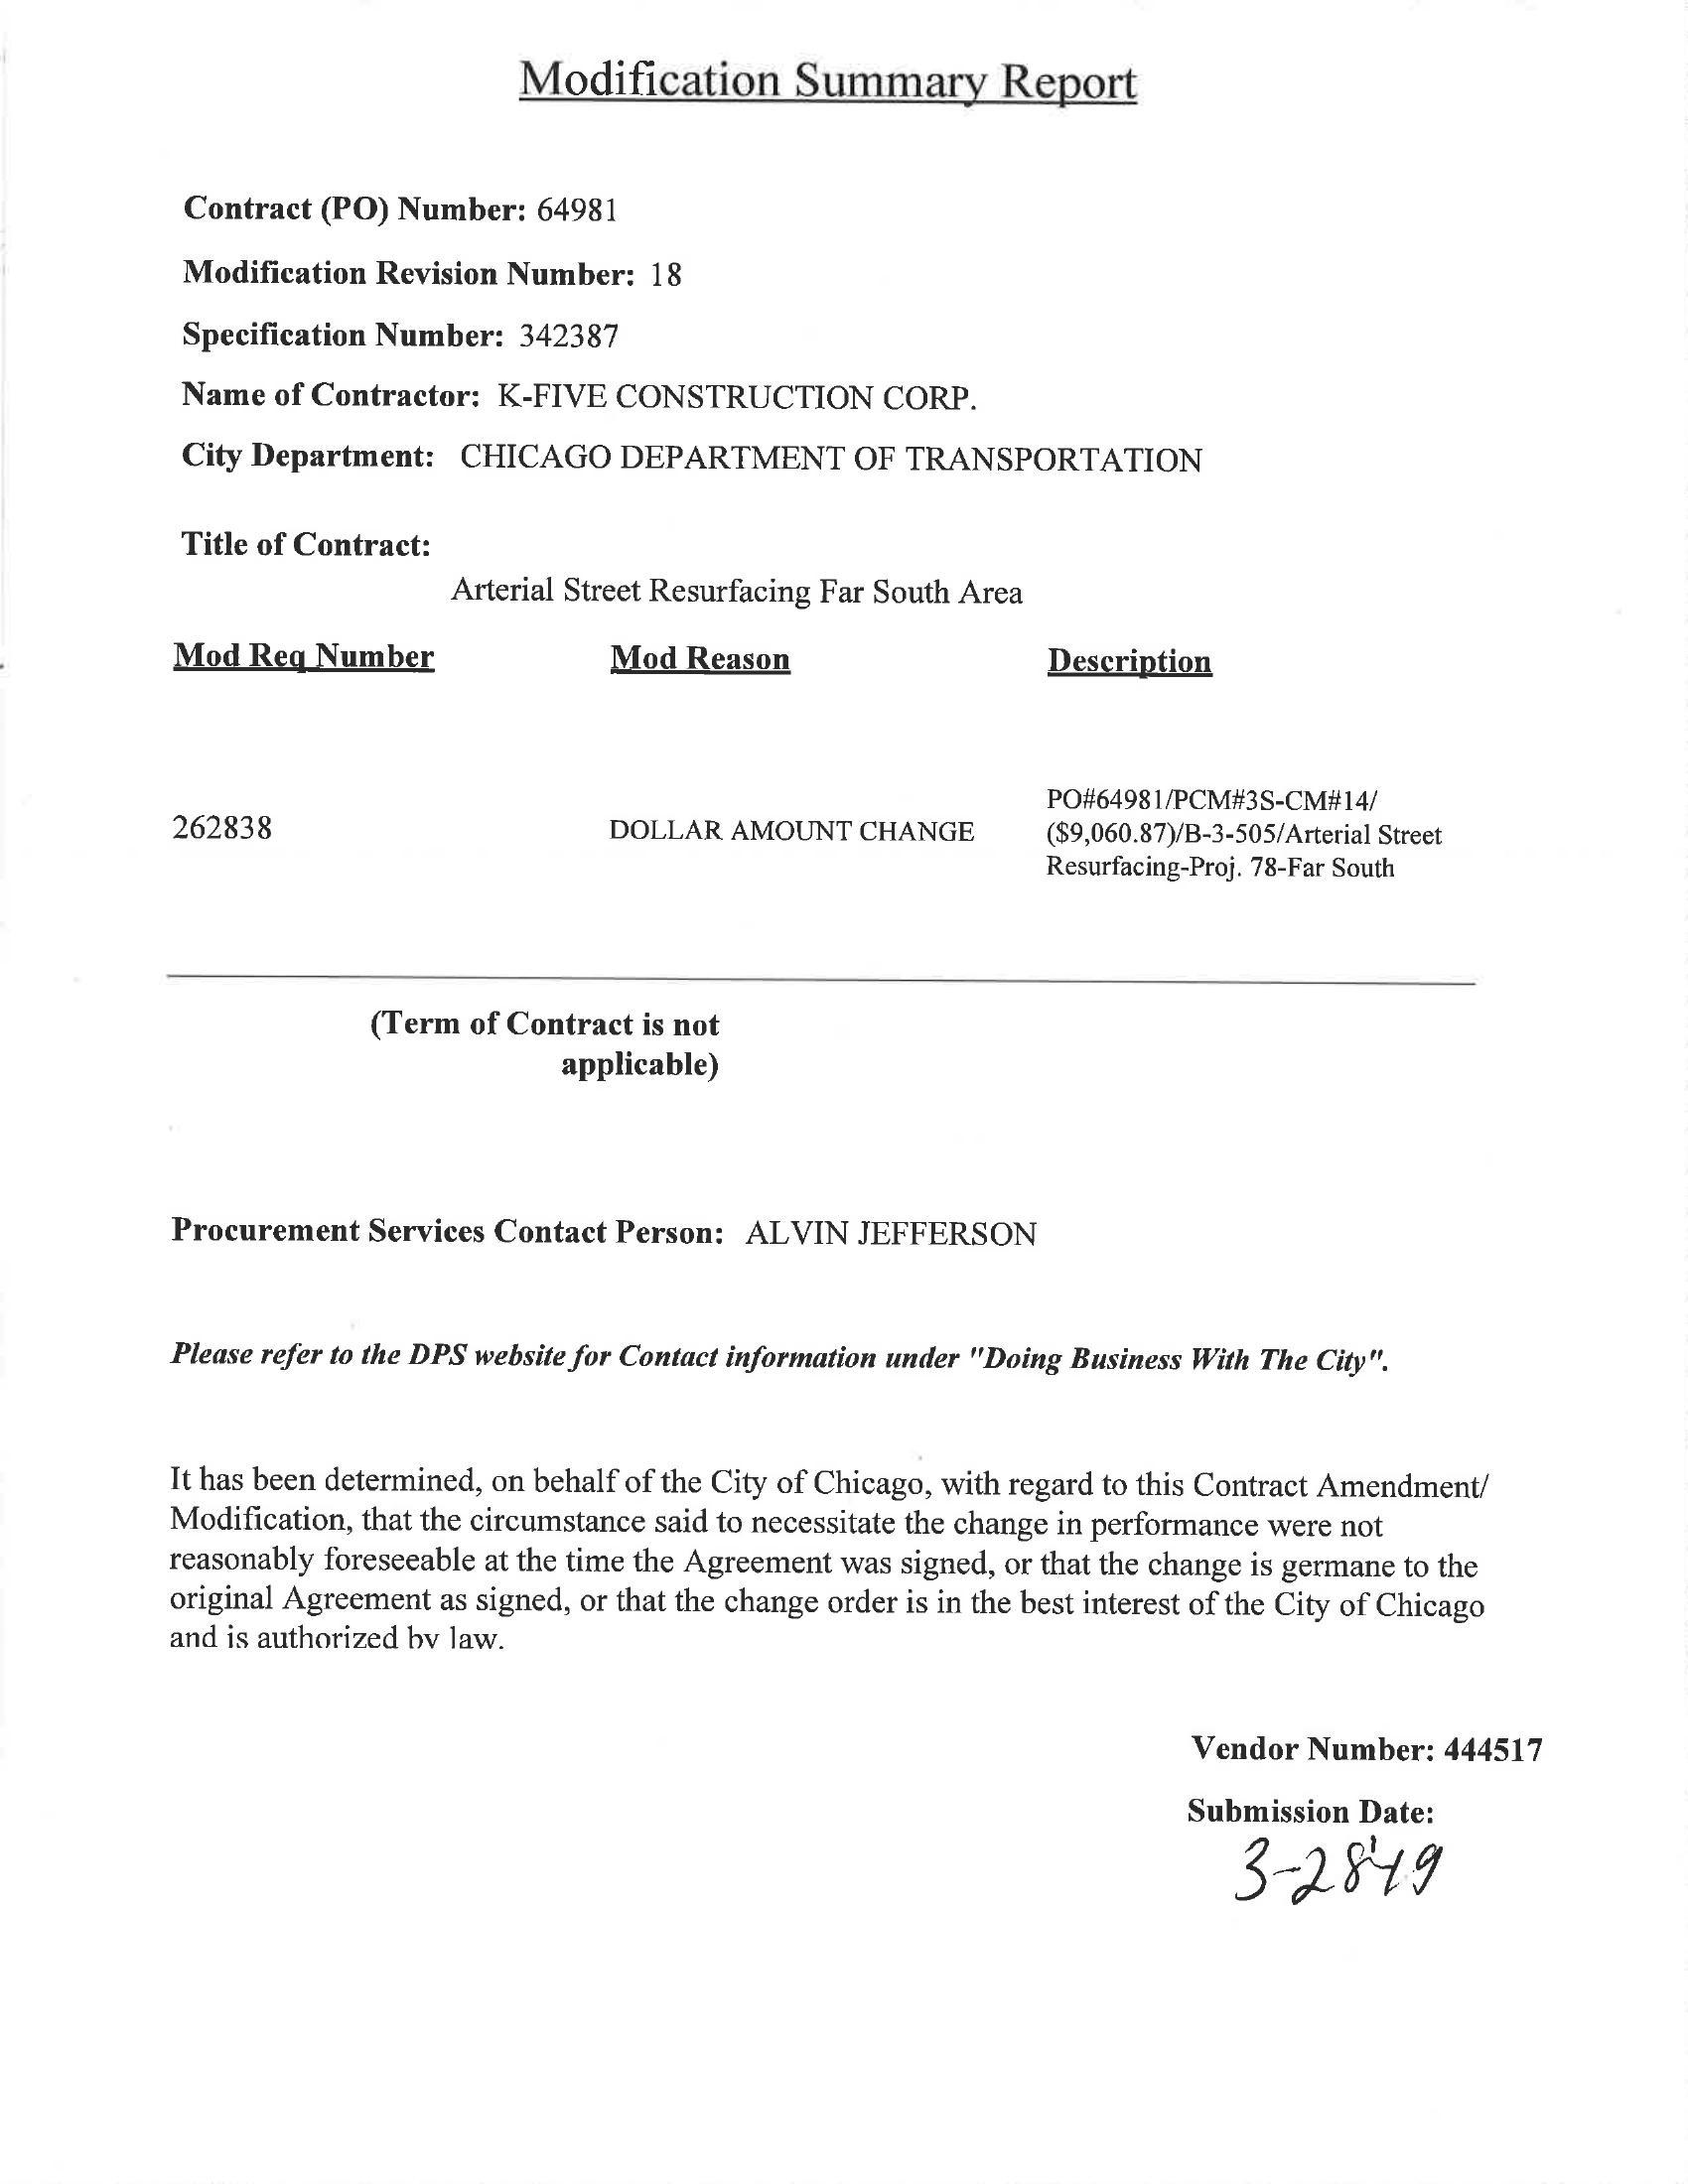 Modification Summary Report
Contract (PO) Number: 64981
Modification Revision Number: 18
Specification Number: 342387
Name of Contractor: K-FIVE CONSTRUCTION CORP.
City Department: CHICAGO DEPARTMENT OF TRANSPORTATION
Title of Contract:
Arterial Street Resurfacing Far South Area
Mod Req Number Mod Reason Description
PO#64981/PCM#3S-CM#14/
262838 DOLLAR AMOUNT CHANGE ($9,060.87)/B-3-505/Arterial Street
Resurfacing-Proj. 78-Far South
(Term of Contract is not
applicable)
Procurement Services Contact Person: ALVIN JEFFERSON
Please refer to the DPS website for Contact information under "Doing Business With The City".
It has been determined, on behalf of the City of Chicago, with regard to this Contract Amendment/
Modification, that the circumstance said to necessitate the change in performance were not
reasonably foreseeable at the time the Agreement was signed, or that the change is germane to the
original Agreement as signed, or that the change order is in the best interest of the City of Chicago
and is authorized by law.
Vendor Number: 444517
Submission Date:
3-28-19